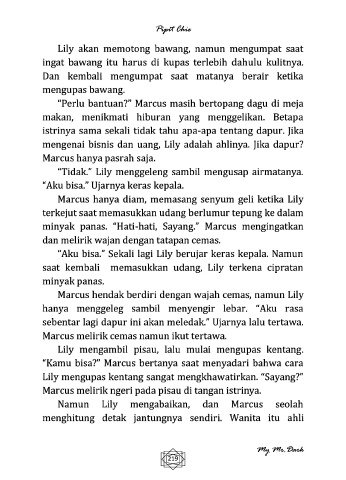 Pipit Chie
Lily akan memotong bawang, namun mengumpat saat
ingat bawang itu harus di kupas terlebih dahulu kulitnya.
Dan kembali mengumpat saat matanya berair ketika
mengupas bawang.
“Perlu bantuan?” Marcus masih bertopang dagu di meja
makan, menikmati hiburan yang menggelikan. Betapa
istrinya sama sekali tidak tahu apa-apa tentang dapur. Jika
mengenai bisnis dan uang, Lily adalah ahlinya. Jika dapur?
Marcus hanya pasrah saja.
“Tidak.” Lily menggeleng sambil mengusap airmatanya.
“Aku bisa.” Ujarnya keras kepala.
Marcus hanya diam, memasang senyum geli ketika Lily
terkejut saat memasukkan udang berlumur tepung ke dalam
minyak panas. “Hati-hati, Sayang.” Marcus mengingatkan
dan melirik wajan dengan tatapan cemas.
“Aku bisa.” Sekali lagi Lily berujar keras kepala. Namun
saat kembali memasukkan udang, Lily terkena cipratan
minyak panas.
Marcus hendak berdiri dengan wajah cemas, namun Lily
hanya menggeleg sambil menyengir lebar. “Aku rasa
sebentar lagi dapur ini akan meledak.” Ujarnya lalu tertawa.
Marcus melirik cemas namun ikut tertawa.
Lily mengambil pisau, lalu mulai mengupas kentang.
“Kamu bisa?” Marcus bertanya saat menyadari bahwa cara
Lily mengupas kentang sangat mengkhawatirkan. “Sayang?”
Marcus melirik ngeri pada pisau di tangan istrinya.
Namun Lily mengabaikan, dan Marcus seolah
menghitung detak jantungnya sendiri. Wanita itu ahli
219
My Mr. Dark